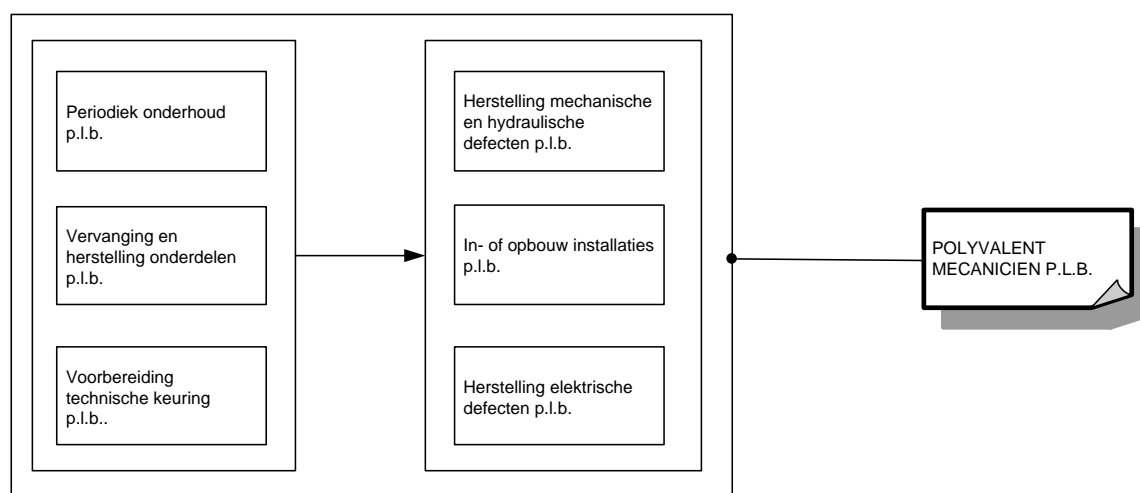 Periodiek onderhoud
p.l.b.
Vervanging en
herstelling onderdelen
p.l.b.
Voorbereiding
technische keuring
p.l.b..
Herstelling mechanische
en hydraulische
defecten p.l.b.
In- of opbouw installaties
p.l.b.
Herstelling elektrische
defecten p.l.b.
POLYVALENT
MECANICIEN P.L.B.